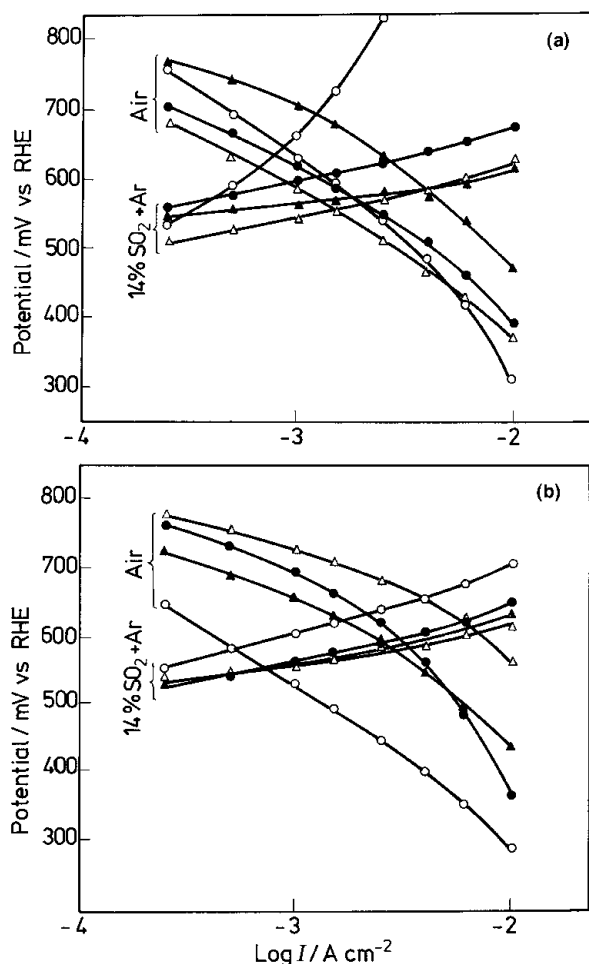 (a)
800
700
600
500
400
300
Potential/mV vs RHE
Air
14% SO₂+Ar
-4
-3
-2
(b)
800
700
600
500
400
300
Potential/mV vs RHE
Air
14% SO₂+Ar
-4
-3
-2
Log I / A cm⁻²